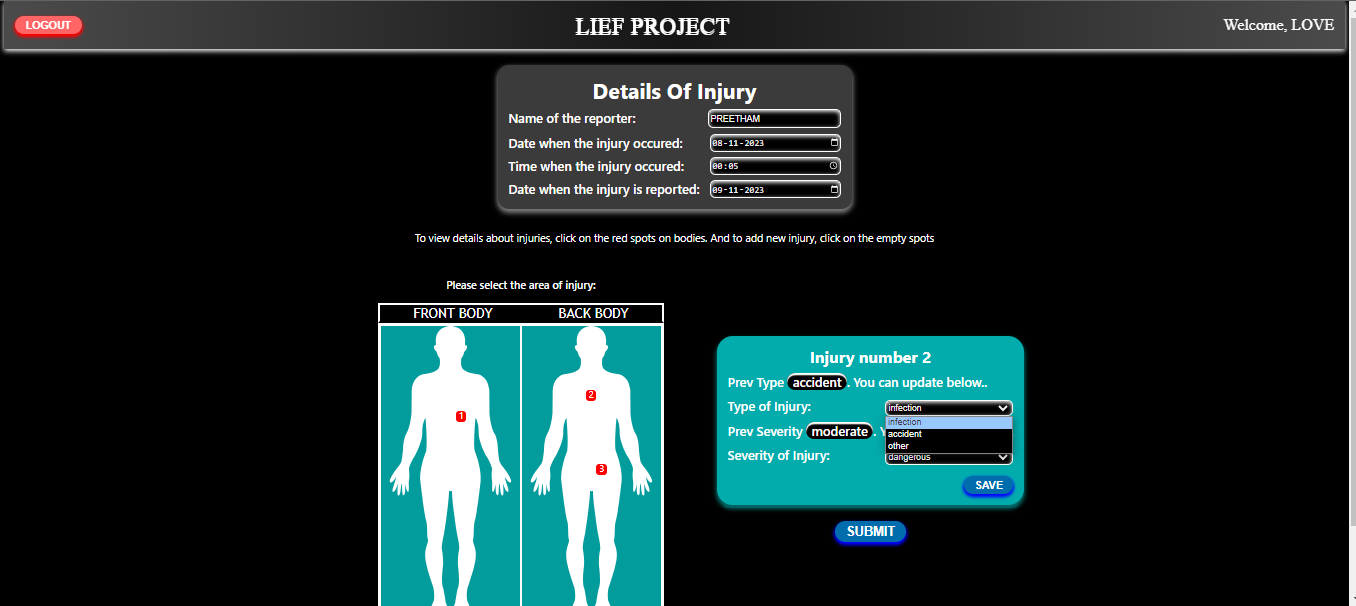 LOGOUT
LIEF PROJECT
Welcome, LOVE
Details Of Injury
Name of the reporter: PREETHAM
Date when the injury occured: 08-11-2023
Time when the injury occured: 00:05
Date when the injury is reported: 09-11-2023
To view details about injuries, click on the red spots on bodies. And to add new injury, click on the empty spots
Please select the area of injury:
FRONT BODY BACK BODY
1
2
3
Injury number 2
Prev Type accident. You can update below..
Type of Injury: infection
infection
accident
other
Prev Severity moderate.
Severity of Injury: dangerous
SAVE
SUBMIT